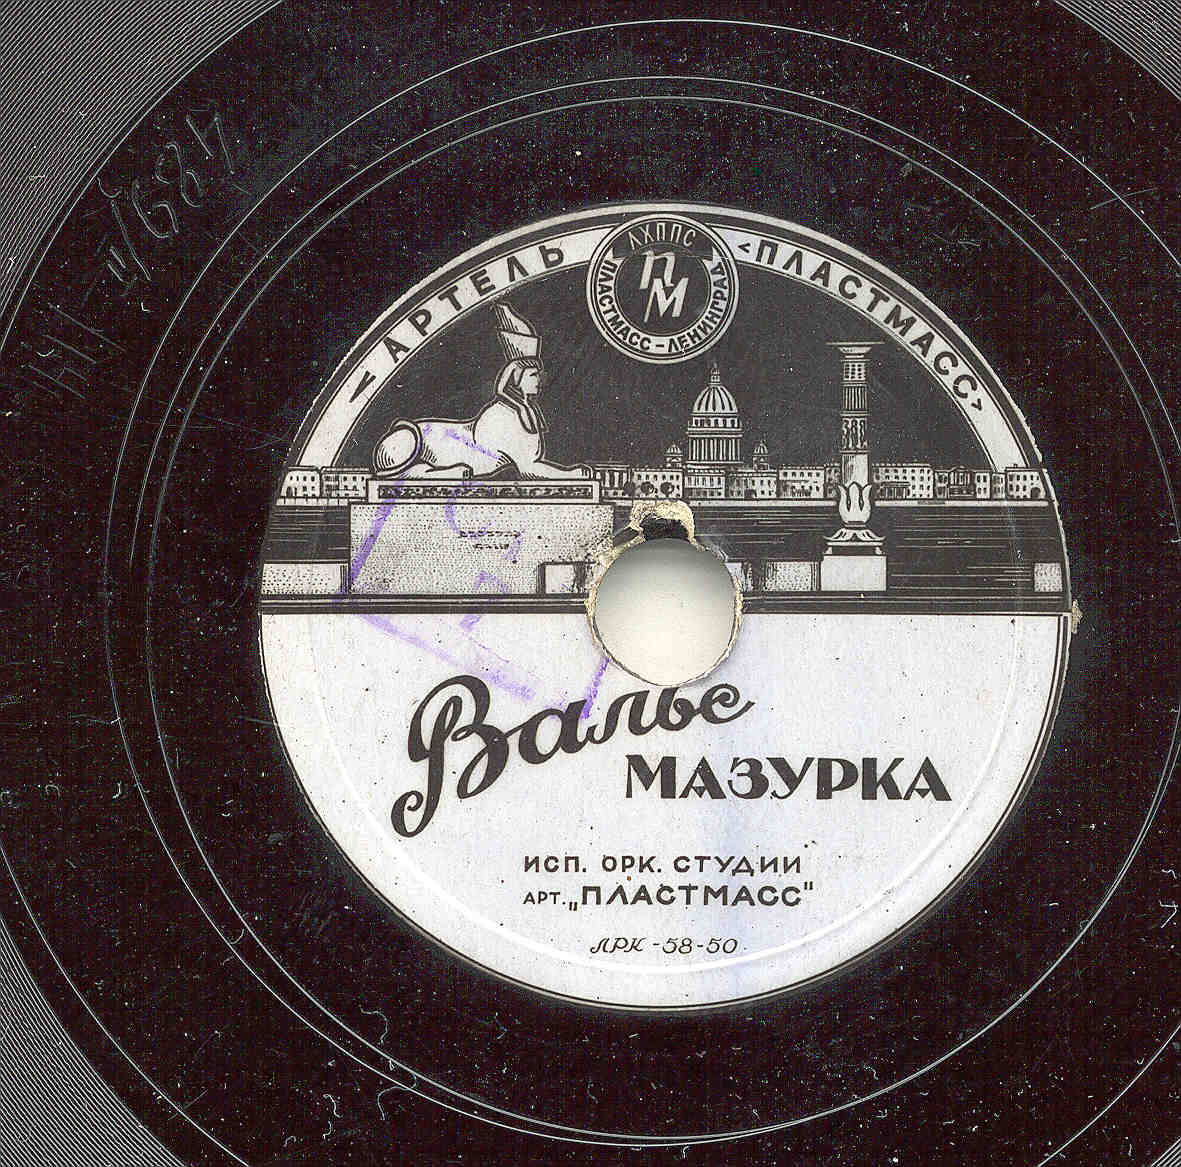 АРТЕЛЬ
<ПЛАСТМАСС>
ЛХППС
ПМ
ПЛАСТМАСС-ЛЕНИНГРАД
Вальс
МАЗУРКА
ИСП. ОРК. СТУДИИ
АРТ. „ПЛАСТМАСС"
ЛРК-58-50